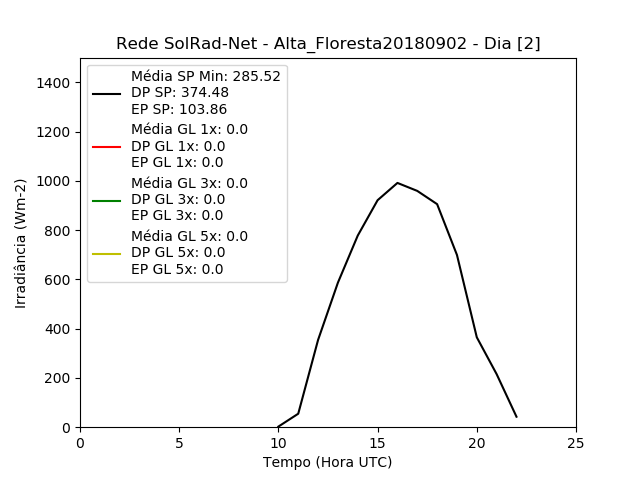 Rede SolRad-Net - Alta_Floresta20180902 - Dia [2]
Média SP Min: 285.52
DP SP: 374.48
EP SP: 103.86
Média GL 1x: 0.0
DP GL 1x: 0.0
EP GL 1x: 0.0
Média GL 3x: 0.0
DP GL 3x: 0.0
EP GL 3x: 0.0
Média GL 5x: 0.0
DP GL 5x: 0.0
EP GL 5x: 0.0
Irradiância (Wm-2)
1400
1200
1000
800
600
400
200
0
0 5 10 15 20 25
Tempo (Hora UTC)